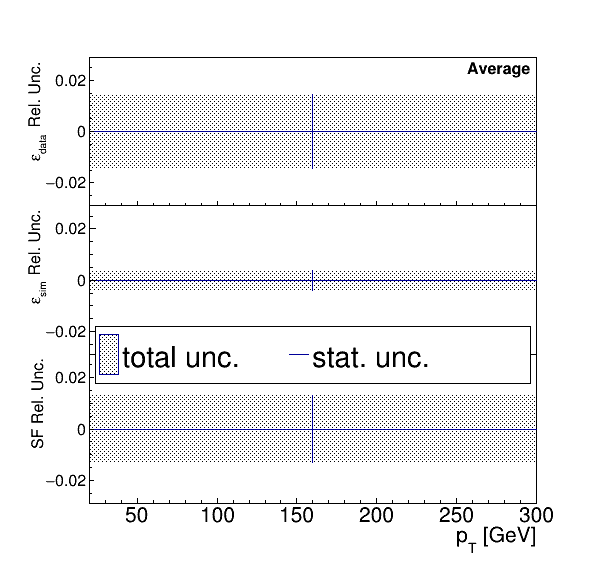 Average
ε_data Rel. Unc.
0.02
0
−0.02
ε_sim Rel. Unc.
0.02
0
−0.02
total unc.
stat. unc.
SF Rel. Unc.
0.02
0
−0.02
50 100 150 200 250 300
p_T [GeV]